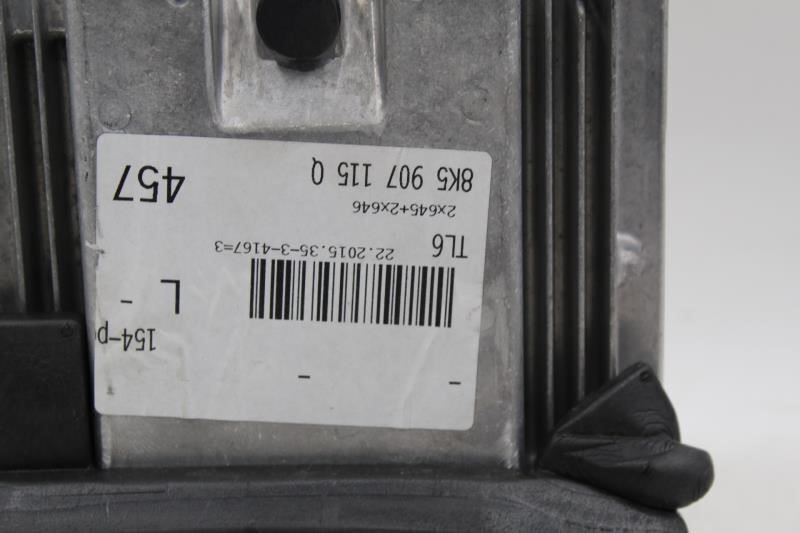 - -
154-p
L -
TL6 22.2015.35-3-4167=3
2x645+2x646
8K5 907 115 Q 457